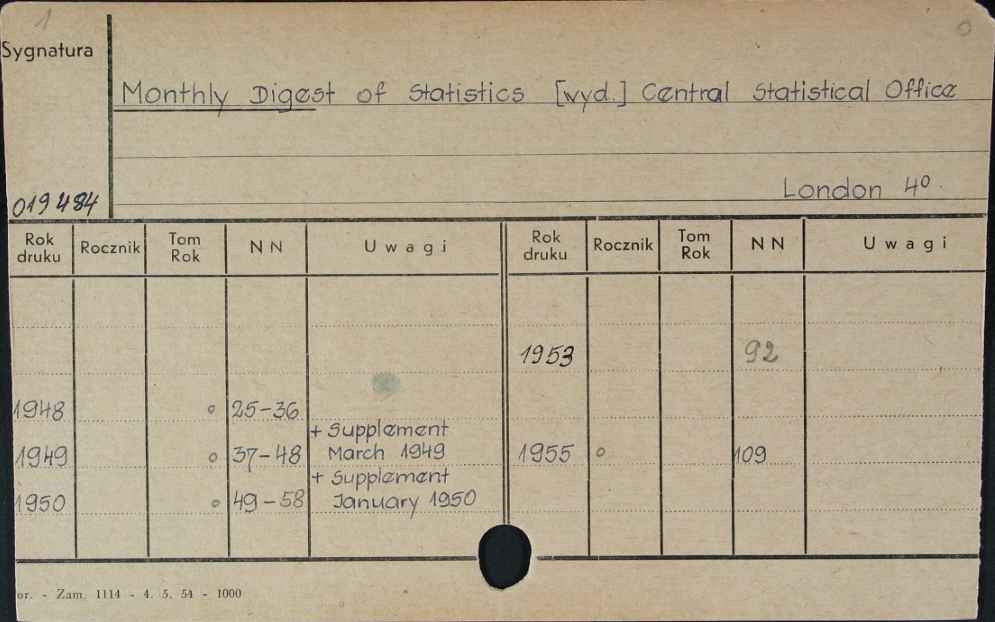 1
Sygnatura
Monthly Digest of Statistics [wyd.] Central Statistical Office
London 4º.
019484
Rok druku Rocznik Tom Rok NN Uwagi Rok druku Rocznik Tom Rok NN Uwagi
1953 92
1948 25-36
+ Supplement
1949 37-48 March 1949 1955 109
+ Supplement
1950 49-58 January 1950
or. - Zam. 1114 - 4. 5. 54 - 1000